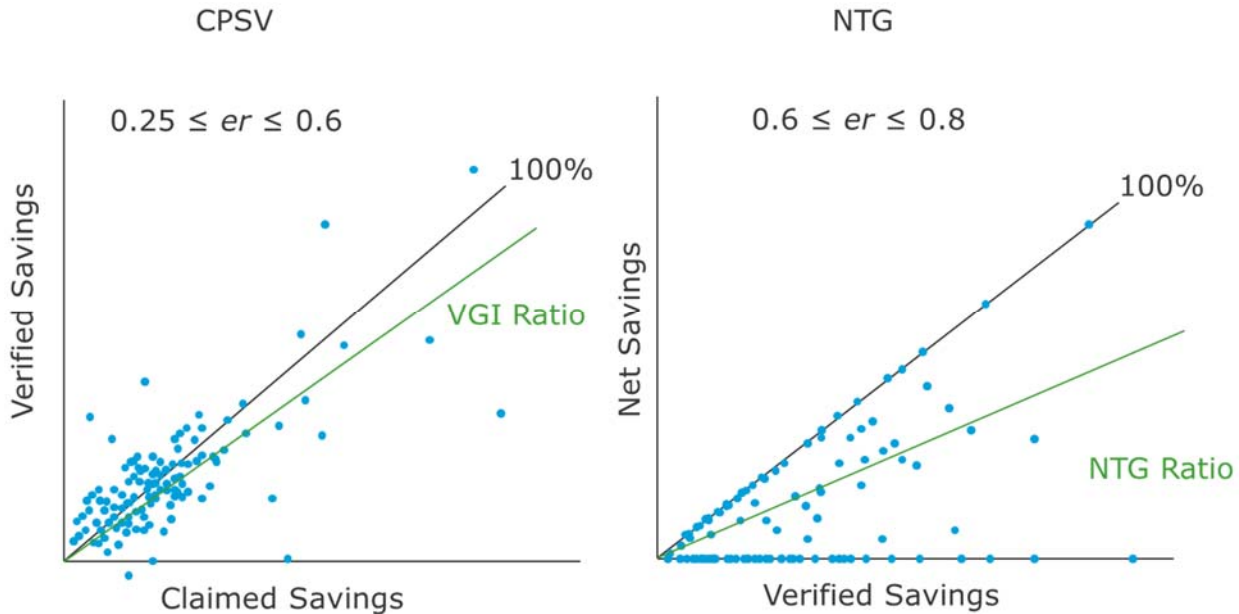 CPSV
NTG
0.25 ≤ er ≤ 0.6
0.6 ≤ er ≤ 0.8
100%
100%
Verified Savings
VGI Ratio
Net Savings
NTG Ratio
Claimed Savings
Verified Savings